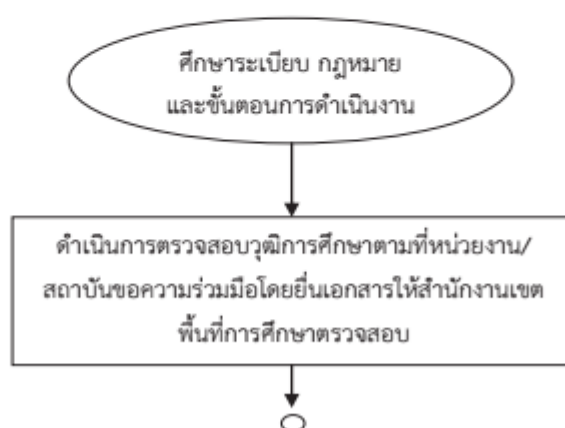 ศึกษาระเบียบ กฎหมาย
และขั้นตอนการดำเนินงาน
ดำเนินการตรวจสอบวุฒิการศึกษาตามที่หน่วยงาน/
สถาบันขอความร่วมมือโดยยื่นเอกสารให้สำนักงานเขต
พื้นที่การศึกษาตรวจสอบ